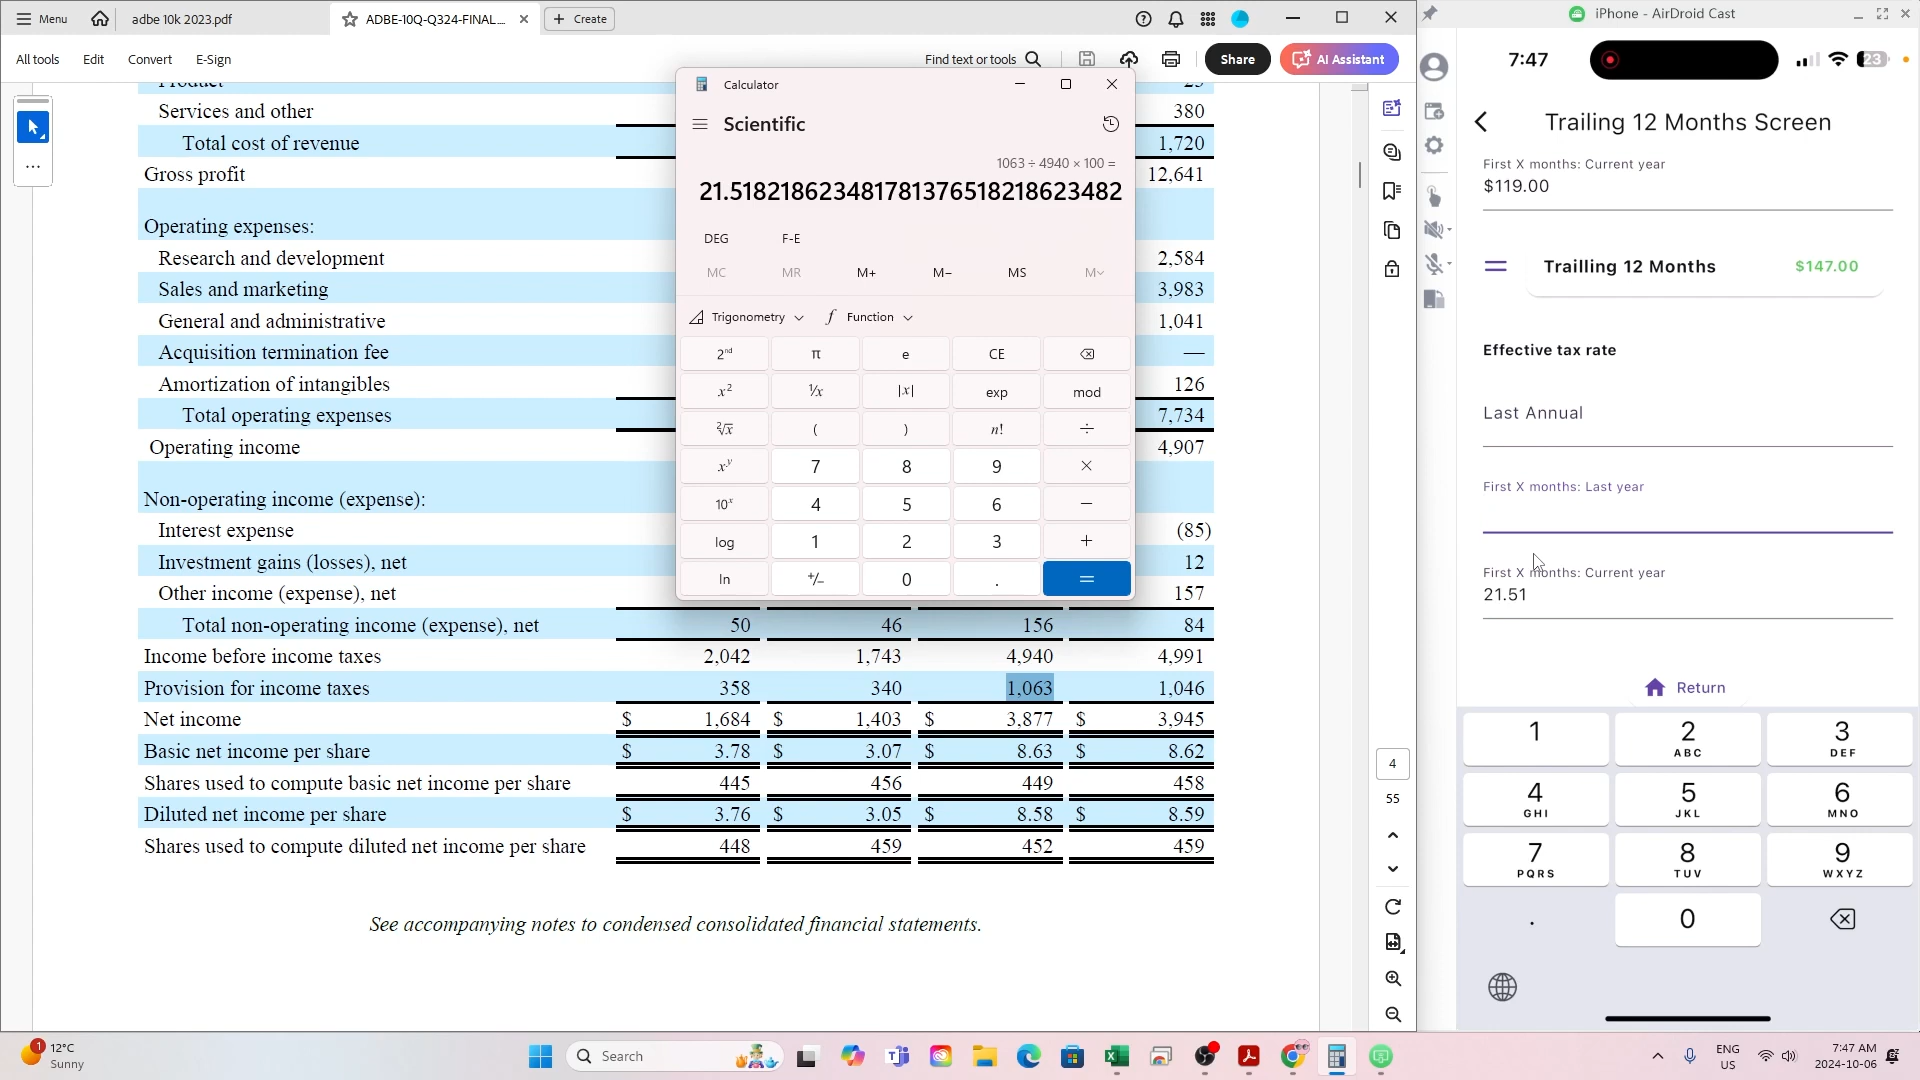 Menu
adbe 10k 2023.pdf
ADBE-10Q-Q324-FINAL...
Create
All tools
Edit
Convert
E-Sign
Find text or tools
Share
AI Assistant
Product 25
Services and other 380
Total cost of revenue 1,720
Gross profit 12,641
Operating expenses:
Research and development 2,584
Sales and marketing 3,983
General and administrative 1,041
Acquisition termination fee —
Amortization of intangibles 126
Total operating expenses 7,734
Operating income 4,907
Non-operating income (expense):
Interest expense (85)
Investment gains (losses), net 12
Other income (expense), net 157
Total non-operating income (expense), net 50 46 156 84
Income before income taxes 2,042 1,743 4,940 4,991
Provision for income taxes 358 340 1,063 1,046
Net income $ 1,684 $ 1,403 $ 3,877 $ 3,945
Basic net income per share $ 3.78 $ 3.07 $ 8.63 $ 8.62
Shares used to compute basic net income per share 445 456 449 458
Diluted net income per share $ 3.76 $ 3.05 $ 8.58 $ 8.59
Shares used to compute diluted net income per share 448 459 452 459
See accompanying notes to condensed consolidated financial statements.
4
55
Calculator
Scientific
1063 ÷ 4940 × 100 =
21.518218623481781376518218623482
DEG F-E
MC MR M+ M− MS M
Trigonometry
f Function
2nd π e CE
x² ¹/x |x| exp mod
²√x ( ) n! ÷
xʸ 7 8 9 ×
10ˣ 4 5 6 −
log 1 2 3 +
ln +/− 0 . =
iPhone - AirDroid Cast
7:47
23
Trailing 12 Months Screen
First X months: Current year
$119.00
Trailling 12 Months $147.00
Effective tax rate
Last Annual
First X months: Last year
First X months: Current year
21.51
Return
1 2 3
ABC DEF
4 5 6
GHI JKL MNO
7 8 9
PQRS TUV WXYZ
. 0
1
12°C
Sunny
Search
ENG
US
7:47 AM
2024-10-06